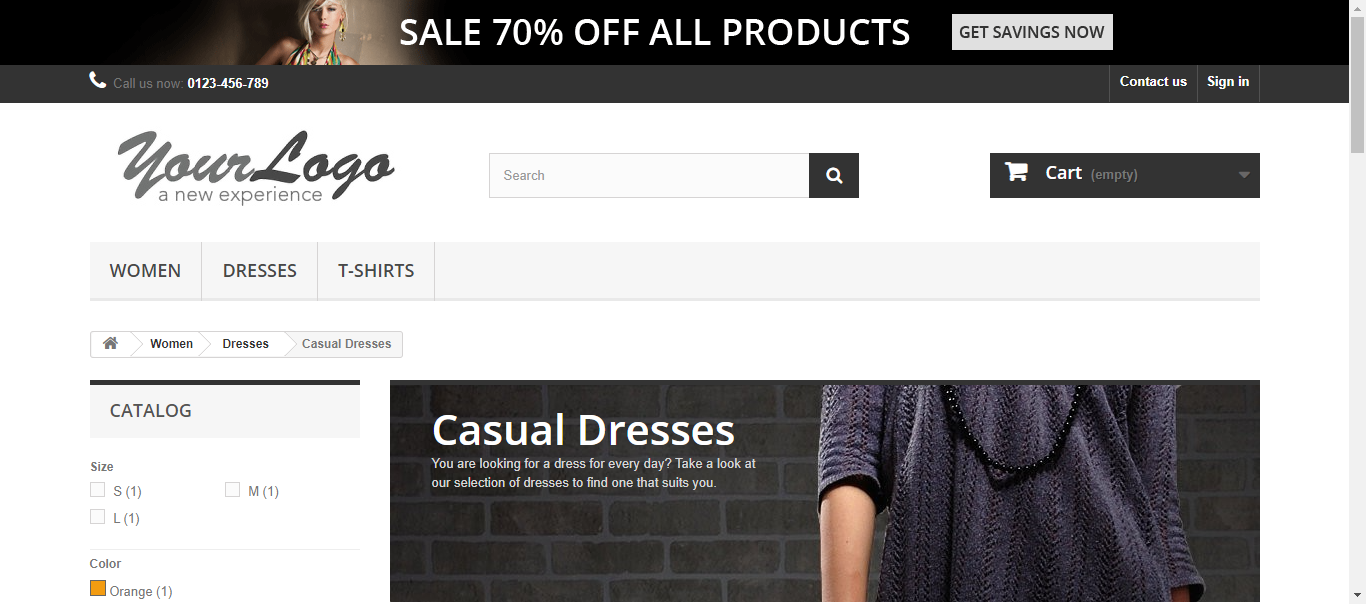 SALE 70% OFF ALL PRODUCTS GET SAVINGS NOW
Call us now: 0123-456-789 Contact us Sign in
Your Logo
a new experience
Search
Cart (empty)
WOMEN DRESSES T-SHIRTS
Women Dresses Casual Dresses
CATALOG
Size
S (1) M (1)
L (1)
Color
Orange (1)
Casual Dresses
You are looking for a dress for every day? Take a look at
our selection of dresses to find one that suits you.